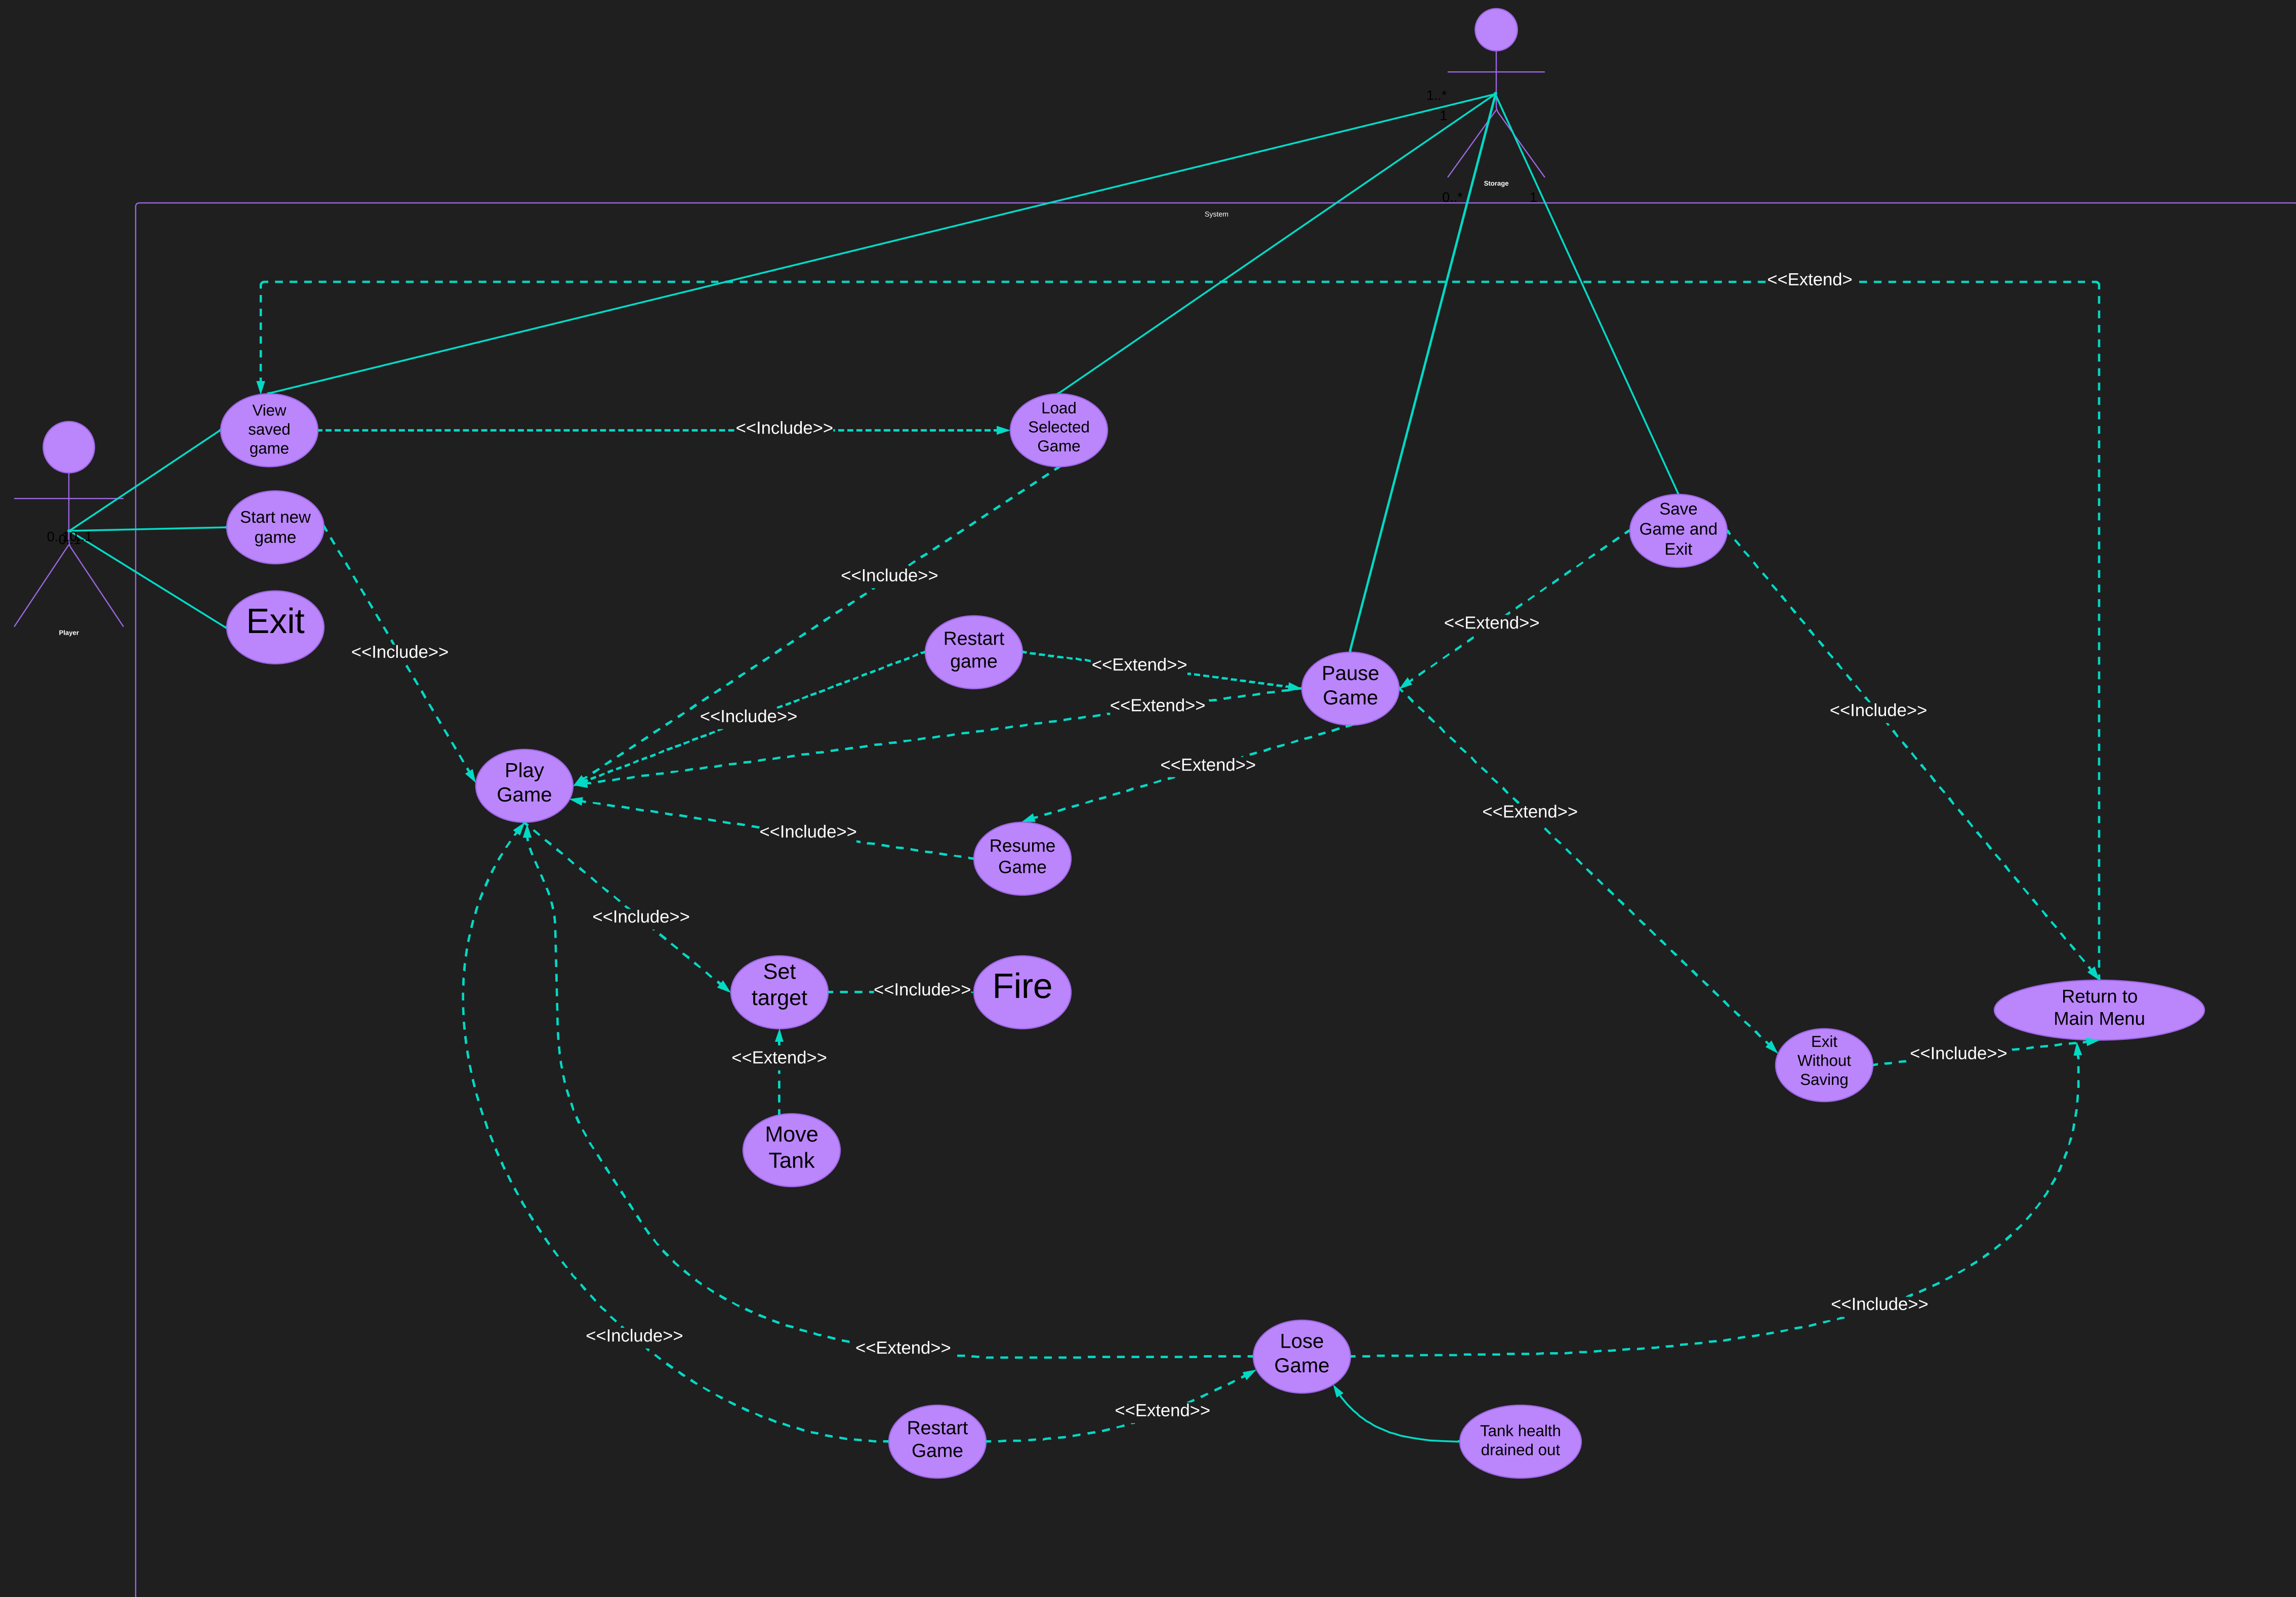 1..*
1
Storage
0..*
1
System
<<Extend>
View
saved
game
<<Include>>
Load
Selected
Game
Start new
game
Save
Game and
Exit
Exit
Player
<<Include>>
<<Include>>
Restart
game
<<Extend>>
<<Extend>>
<<Include>>
<<Extend>>
Pause
Game
<<Include>>
Play
Game
<<Extend>>
<<Include>>
Resume
Game
<<Extend>>
<<Include>>
Set
target
<<Include>>
Fire
Return to
Main Menu
<<Extend>>
Exit
Without
Saving
<<Include>>
Move
Tank
<<Include>>
<<Include>>
<<Extend>>
Lose
Game
<<Extend>>
Restart
Game
Tank health
drained out